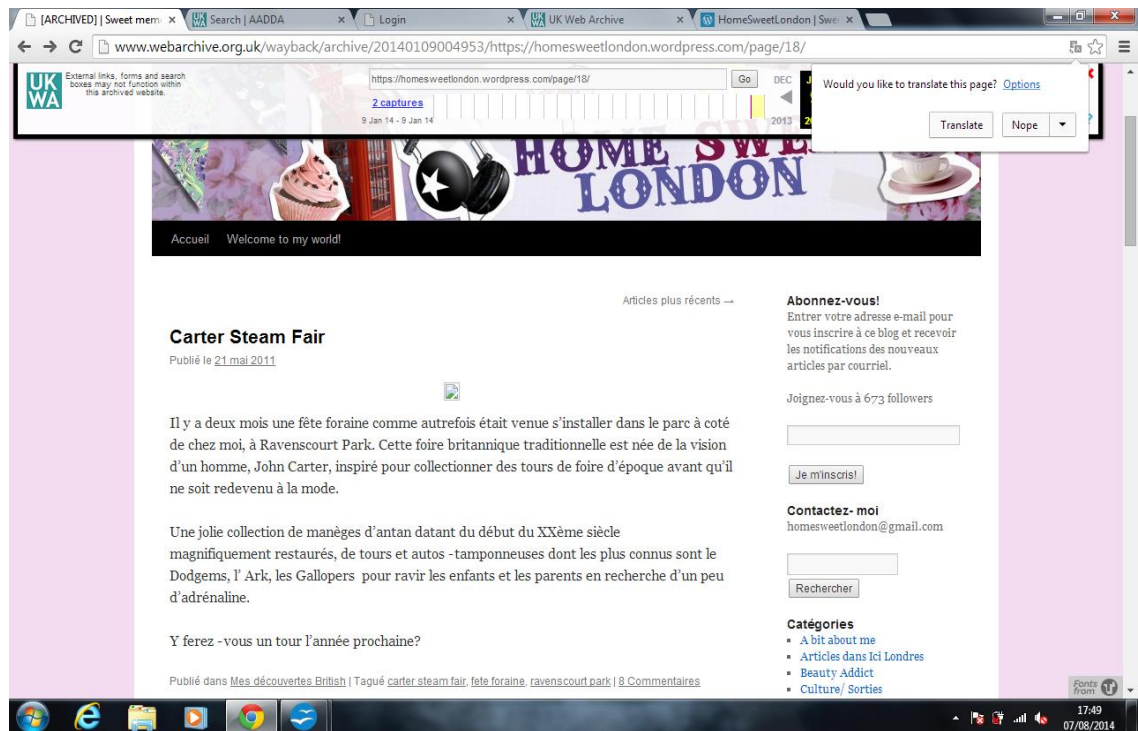 [ARCHIVED] | Sweet mem
Search | AADDA
Login
UK Web Archive
HomeSweetLondon | Swe
www.webarchive.org.uk/wayback/archive/20140109004953/https://homesweetlondon.wordpress.com/page/18/
UK
WA
External links, forms and search
boxes may not function within
this archived website.
https://homesweetlondon.wordpress.com/page/18/
Go
2 captures
9 Jan 14 - 9 Jan 14
DEC
2013
Would you like to translate this page? Options
Translate
Nope
HOME SWE
LONDON
Accueil
Welcome to my world!
Articles plus récents →
Carter Steam Fair
Publié le 21 mai 2011
Il y a deux mois une fête foraine comme autrefois était venue s'installer dans le parc à coté
de chez moi, à Ravenscourt Park. Cette foire britannique traditionnelle est née de la vision
d'un homme, John Carter, inspiré pour collectionner des tours de foire d'époque avant qu'il
ne soit redevenu à la mode.
Une jolie collection de manèges d'antan datant du début du XXème siècle
magnifiquement restaurés, de tours et autos -tamponneuses dont les plus connus sont le
Dodgems, l' Ark, les Gallopers  pour ravir les enfants et les parents en recherche d'un peu
d'adrénaline.
Y ferez -vous un tour l'année prochaine?
Publié dans Mes découvertes British | Tagué carter steam fair, fete foraine, ravenscourt park | 8 Commentaires
Abonnez-vous!
Entrer votre adresse e-mail pour
vous inscrire à ce blog et recevoir
les notifications des nouveaux
articles par courriel.
Joignez-vous à 673 followers
Je m'inscris!
Contactez- moi
homesweetlondon@gmail.com
Rechercher
Catégories
A bit about me
Articles dans Ici Londres
Beauty Addict
Culture/ Sorties
Fonts
from
17:49
07/08/2014